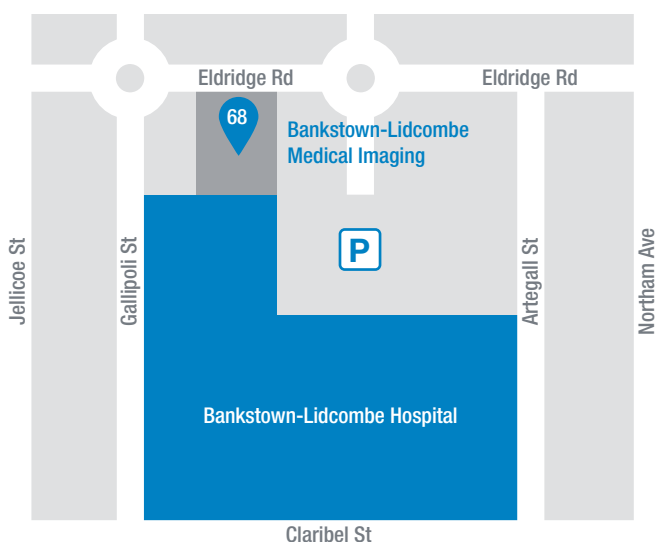 Eldridge Rd
Eldridge Rd
68
Bankstown-Lidcombe
Medical Imaging
P
Jellicoe St
Gallipoli St
Artegall St
Northam Ave
Bankstown-Lidcombe Hospital
Claribel St